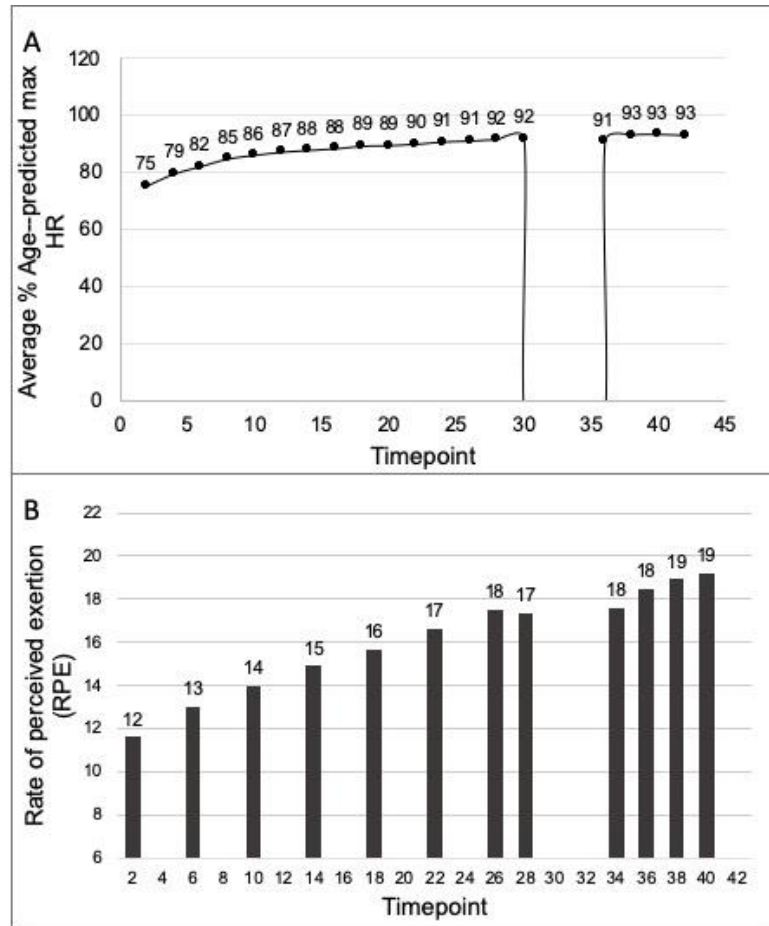 A
Average % Age--predicted max
HR
120
100
80
60
40
20
0
75 79 82 85 86 87 88 88 89 89 90 91 91 92 92 91 93 93 93
0 5 10 15 20 25 30 35 40 45
Timepoint
B
Rate of perceived exertion
(RPE)
22
20
18
16
14
12
10
8
6
12 13 14 15 16 17 18 17 18 18 19 19
2 4 6 8 10 12 14 16 18 20 22 24 26 28 30 32 34 36 38 40 42
Timepoint